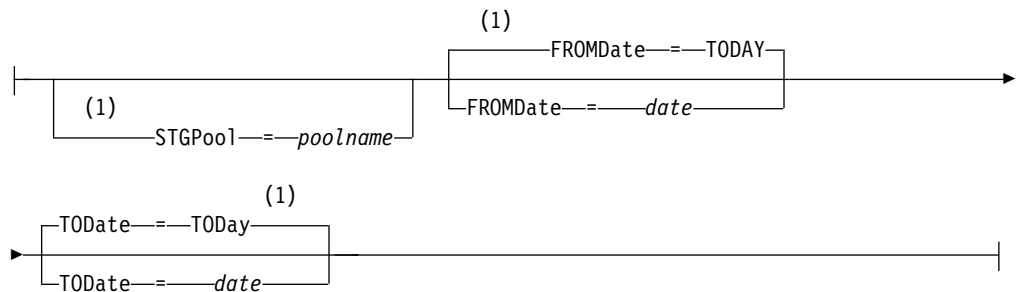 (1)
FROMDate = TODAY
(1)
FROMDate = date
STGPool = poolname
(1)
TODate = TODay
TODate = date